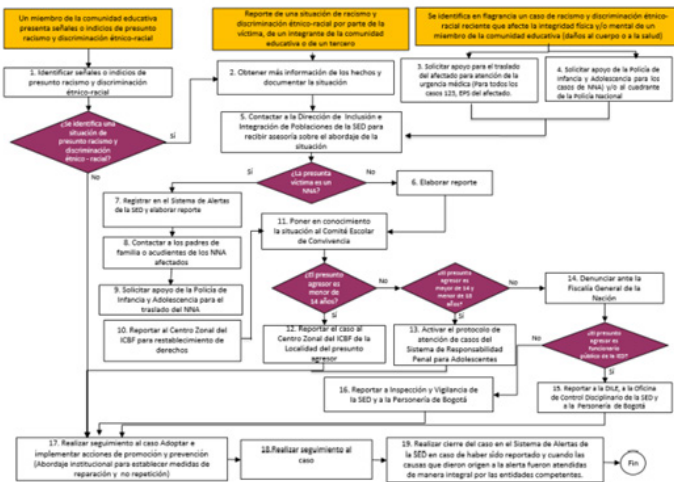 Un miembro de la comunidad educativa
presenta señales o indicios de presunto
racismo y discriminación étnico-racial
Reporte de una situación de racismo y
discriminación étnico-racial por parte de la
víctima, de un integrante de la comunidad
educativa o de un tercero
Se identifica en flagrancia un caso de racismo y discriminación étnico-
racial reciente que afecte la integridad física y/o mental de un
miembro de la comunidad educativa (daños al cuerpo o a la salud)
1. Identificar señales o indicios
de presunto racismo y
discriminación étnico-racial
2. Obtener más información de los hechos y
documentar la situación
3. Solicitar apoyo para el traslado
del afectado para atención de la
urgencia médica (Para todos los
casos 123, EPS del afectado.
4. Solicitar apoyo de la Policía de
Infancia y Adolescencia para los
casos de NNA) y/o al cuadrante
de la Policía Nacional
¿Se identifica una
situación de
presunto racismo y
discriminación
étnico - racial?
Sí
No
5. Contactar a la Dirección de Inclusión e
Integración de Poblaciones de la SED para
recibir asesoría sobre el abordaje de la
situación
¿La presunta
víctima es un
NNA?
Sí
No
6. Elaborar reporte
7. Registrar en el Sistema de Alertas
de la SED y elaborar reporte
8. Contactar a los padres de
familia o acudientes de los NNA
afectados
9. Solicitar apoyo de la Policía de
Infancia y Adolescencia para el
traslado del NNA
10. Reportar al Centro Zonal del
ICBF para restablecimiento de
derechos
11. Poner en conocimiento
la situación al Comité Escolar
de Convivencia
¿El presunto
agresor es
menor de
14 años?
No
Sí
¿El presunto
agresor es
mayor de 14 y
menor de 18
años?
No
Sí
12. Reportar el caso al
Centro Zonal del ICBF de la
Localidad del presunto
agresor
13. Activar el protocolo de
atención de casos del
Sistema de Responsabilidad
Penal para Adolescentes
14. Denunciar ante la
Fiscalía General de la
Nación
¿El presunto
agresor es
funcionario
público de la IED?
No
Sí
15. Reportar a la DILE, a la Oficina
de Control Disciplinario de la SED y
a la Personería de Bogotá
16. Reportar a Inspección y Vigilancia de
la SED y a la Personería de Bogotá
17. Realizar seguimiento al caso Adoptar e
implementar acciones de promoción y prevención
(Abordaje institucional para establecer medidas de
reparación y no repetición)
18.Realizar seguimiento al
caso
19. Realizar cierre del caso en el Sistema de Alertas de
la SED en caso de haber sido reportado y cuando las
causas que dieron origen a la alerta fueron atendidas
de manera integral por las entidades competentes.
Fin